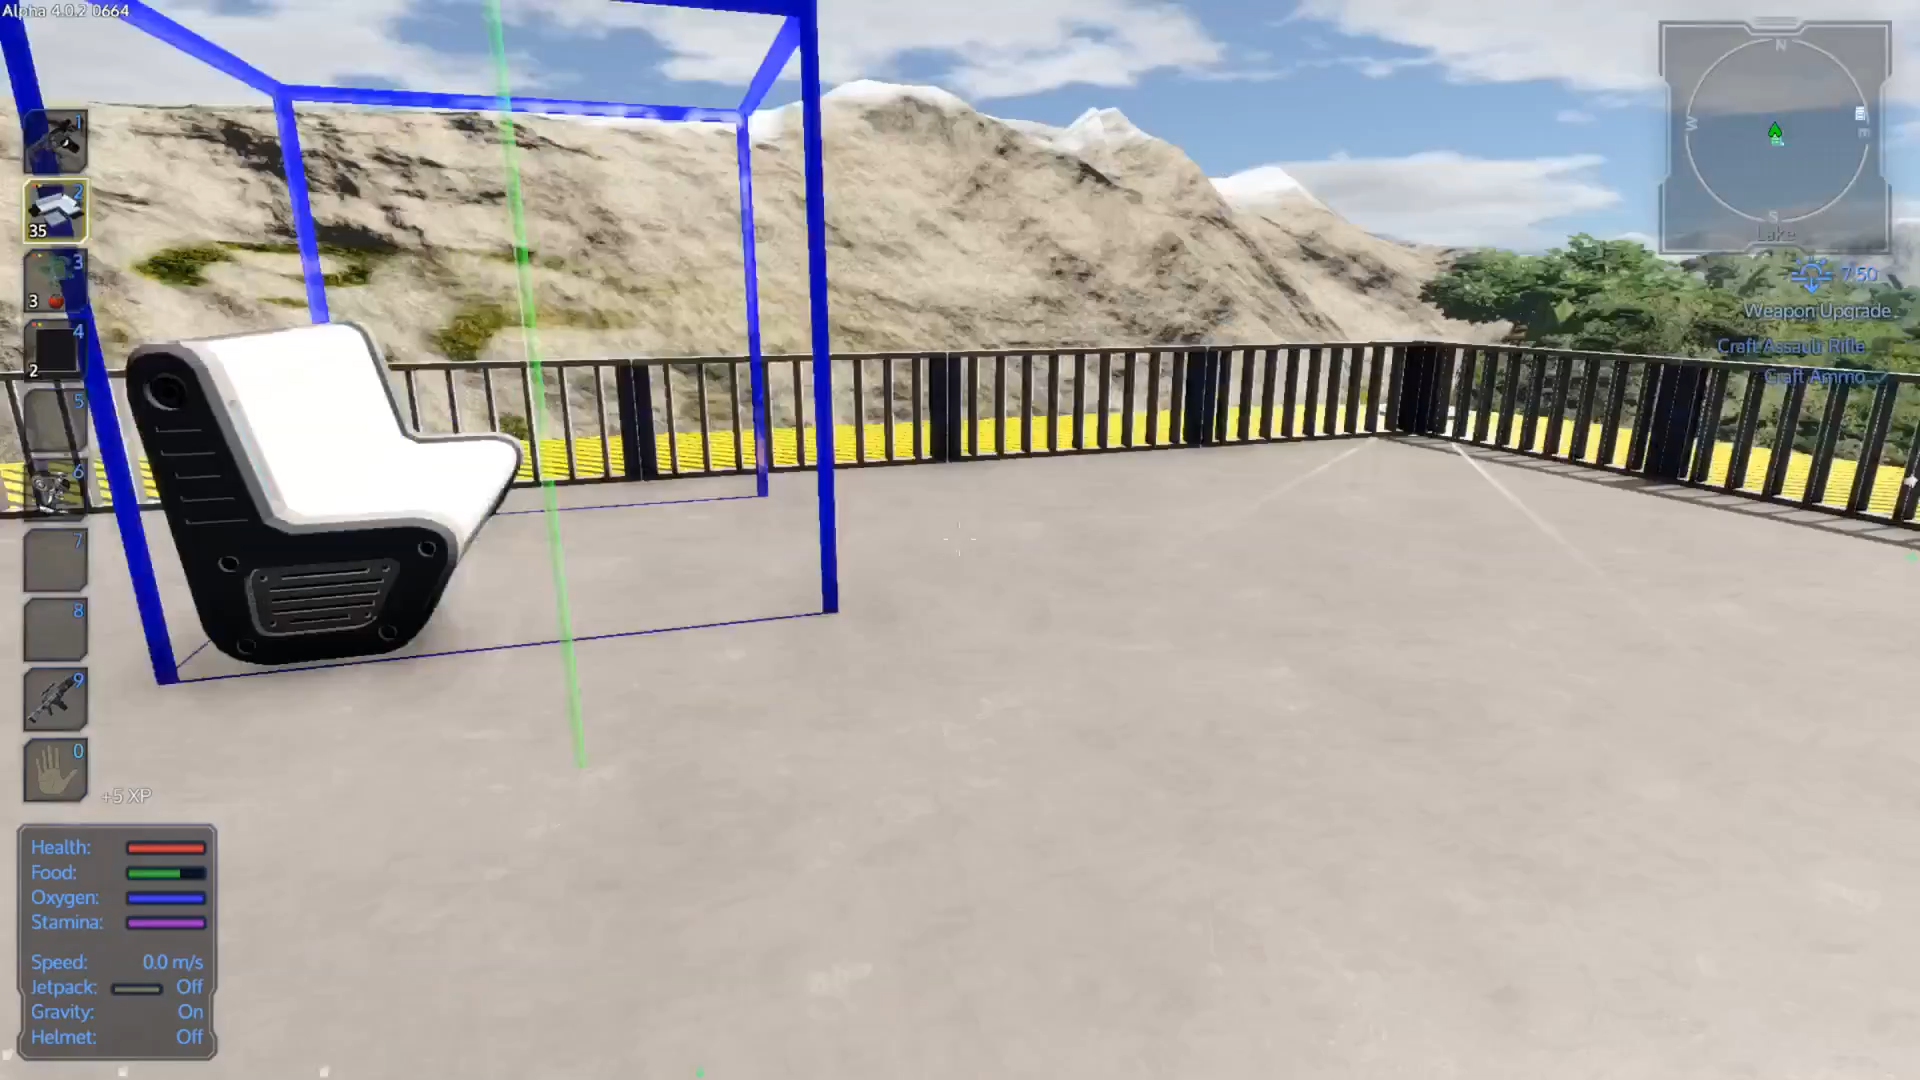 Alpha 4.0.2 0664
N
W
E
S
Lake
7:50
Weapon Upgrade
Craft Assault Rifle
Craft Ammo
1
2
35
3
3
4
2
5
6
7
8
9
0
+5 XP
Health:
Food:
Oxygen:
Stamina:
Speed: 0.0 m/s
Jetpack: Off
Gravity: On
Helmet: Off